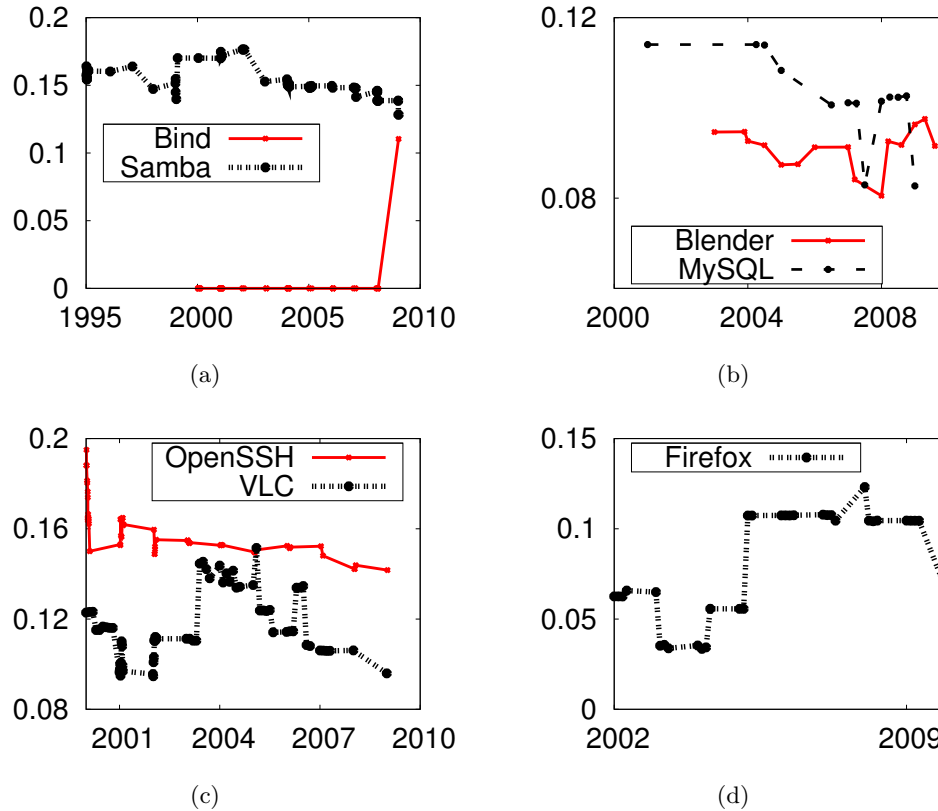 0.2
0.15
0.1
0.05
0
1995 2000 2005 2010
Bind
Samba
(a)
0.12
0.08
2000 2004 2008
Blender
MySQL
(b)
0.2
0.16
0.12
0.08
2001 2004 2007 2010
OpenSSH
VLC
(c)
0.15
0.1
0.05
0
2002 2009
Firefox
(d)